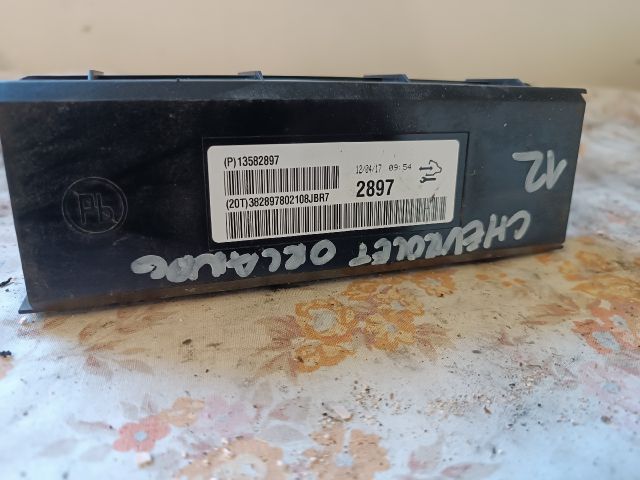 (P)13582897
12/04/17 09:54
(20T)382897802108JBR7
2897
Pb
12
CHEVROLET ORLANDO